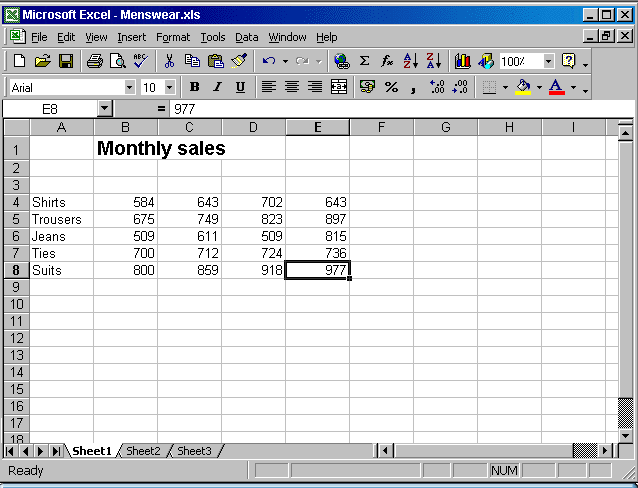 Microsoft Excel - Menswear.xls
File Edit View Insert Format Tools Data Window Help
100%
Arial 10 B I U % ,
E8 = 977
A B C D E F G H I
1 Monthly sales
2
3
4 Shirts 584 643 702 643
5 Trousers 675 749 823 897
6 Jeans 509 611 509 815
7 Ties 700 712 724 736
8 Suits 800 859 918 977
9
10
11
12
13
14
15
16
17
18
Sheet1 Sheet2 Sheet3
Ready NUM